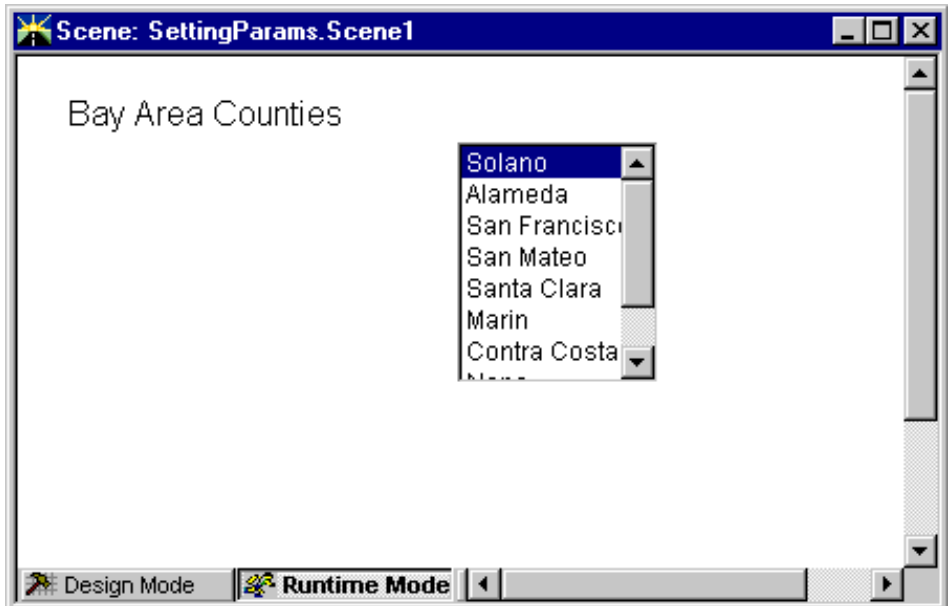 Scene: SettingParams.Scene1
Bay Area Counties
Solano
Alameda
San Francisc
San Mateo
Santa Clara
Marin
Contra Costa
Design Mode
Runtime Mode